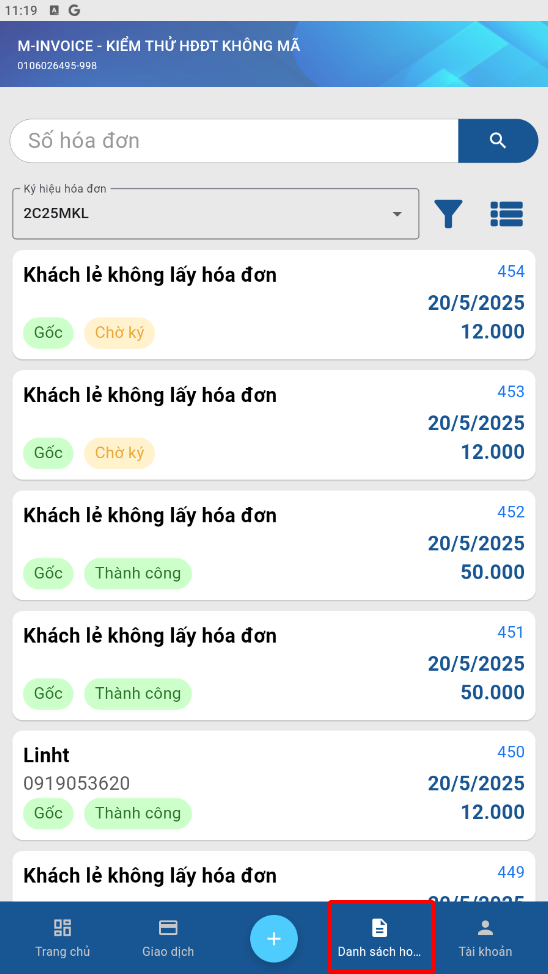 11:19 A G
M-INVOICE - KIỂM THỬ HĐĐT KHÔNG MÃ
0106026495-998
Số hóa đơn
Ký hiệu hóa đơn
2C25MKL
Khách lẻ không lấy hóa đơn 454
20/5/2025
Gốc Chờ ký 12.000
Khách lẻ không lấy hóa đơn 453
20/5/2025
Gốc Chờ ký 12.000
Khách lẻ không lấy hóa đơn 452
20/5/2025
Gốc Thành công 50.000
Khách lẻ không lấy hóa đơn 451
20/5/2025
Gốc Thành công 50.000
Linht 450
0919053620 20/5/2025
Gốc Thành công 12.000
Khách lẻ không lấy hóa đơn 449
20/5/2025
Trang chủ Giao dịch + Danh sách ho... Tài khoản